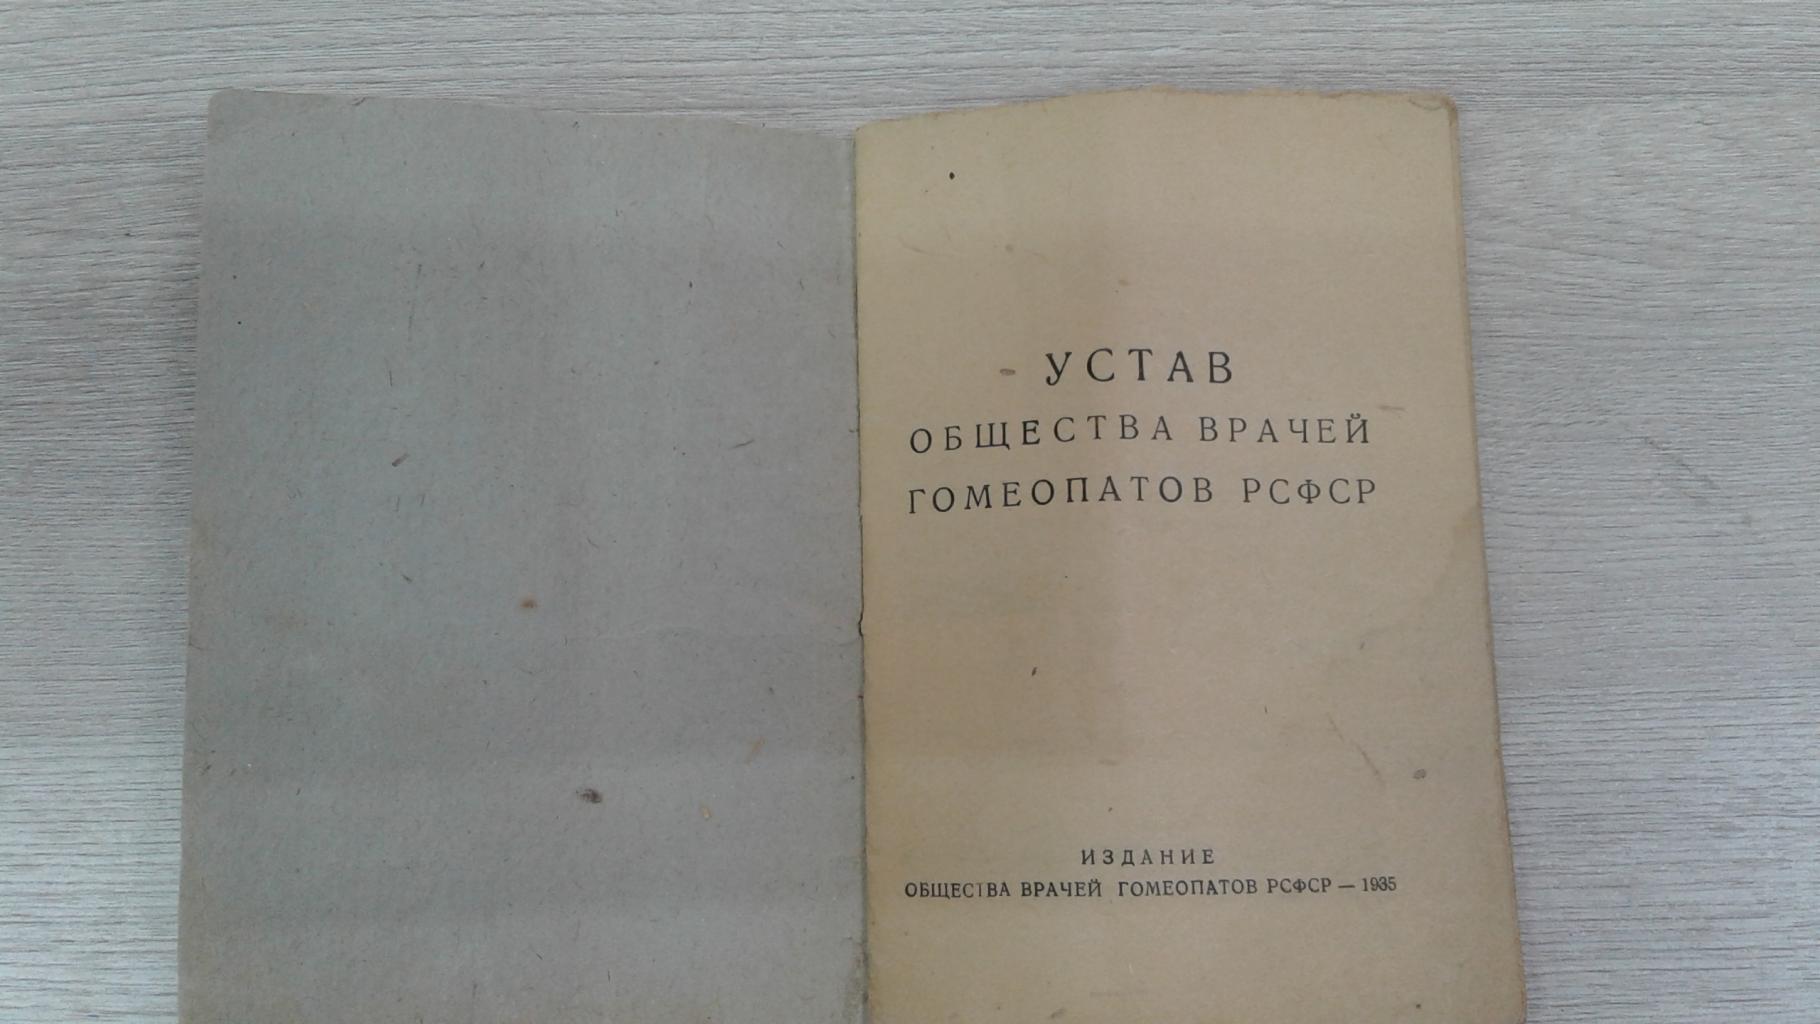 УСТАВ
ОБЩЕСТВА ВРАЧЕЙ
ГОМЕОПАТОВ РСФСР
ИЗДАНИЕ
ОБЩЕСТВА ВРАЧЕЙ ГОМЕОПАТОВ РСФСР — 1935